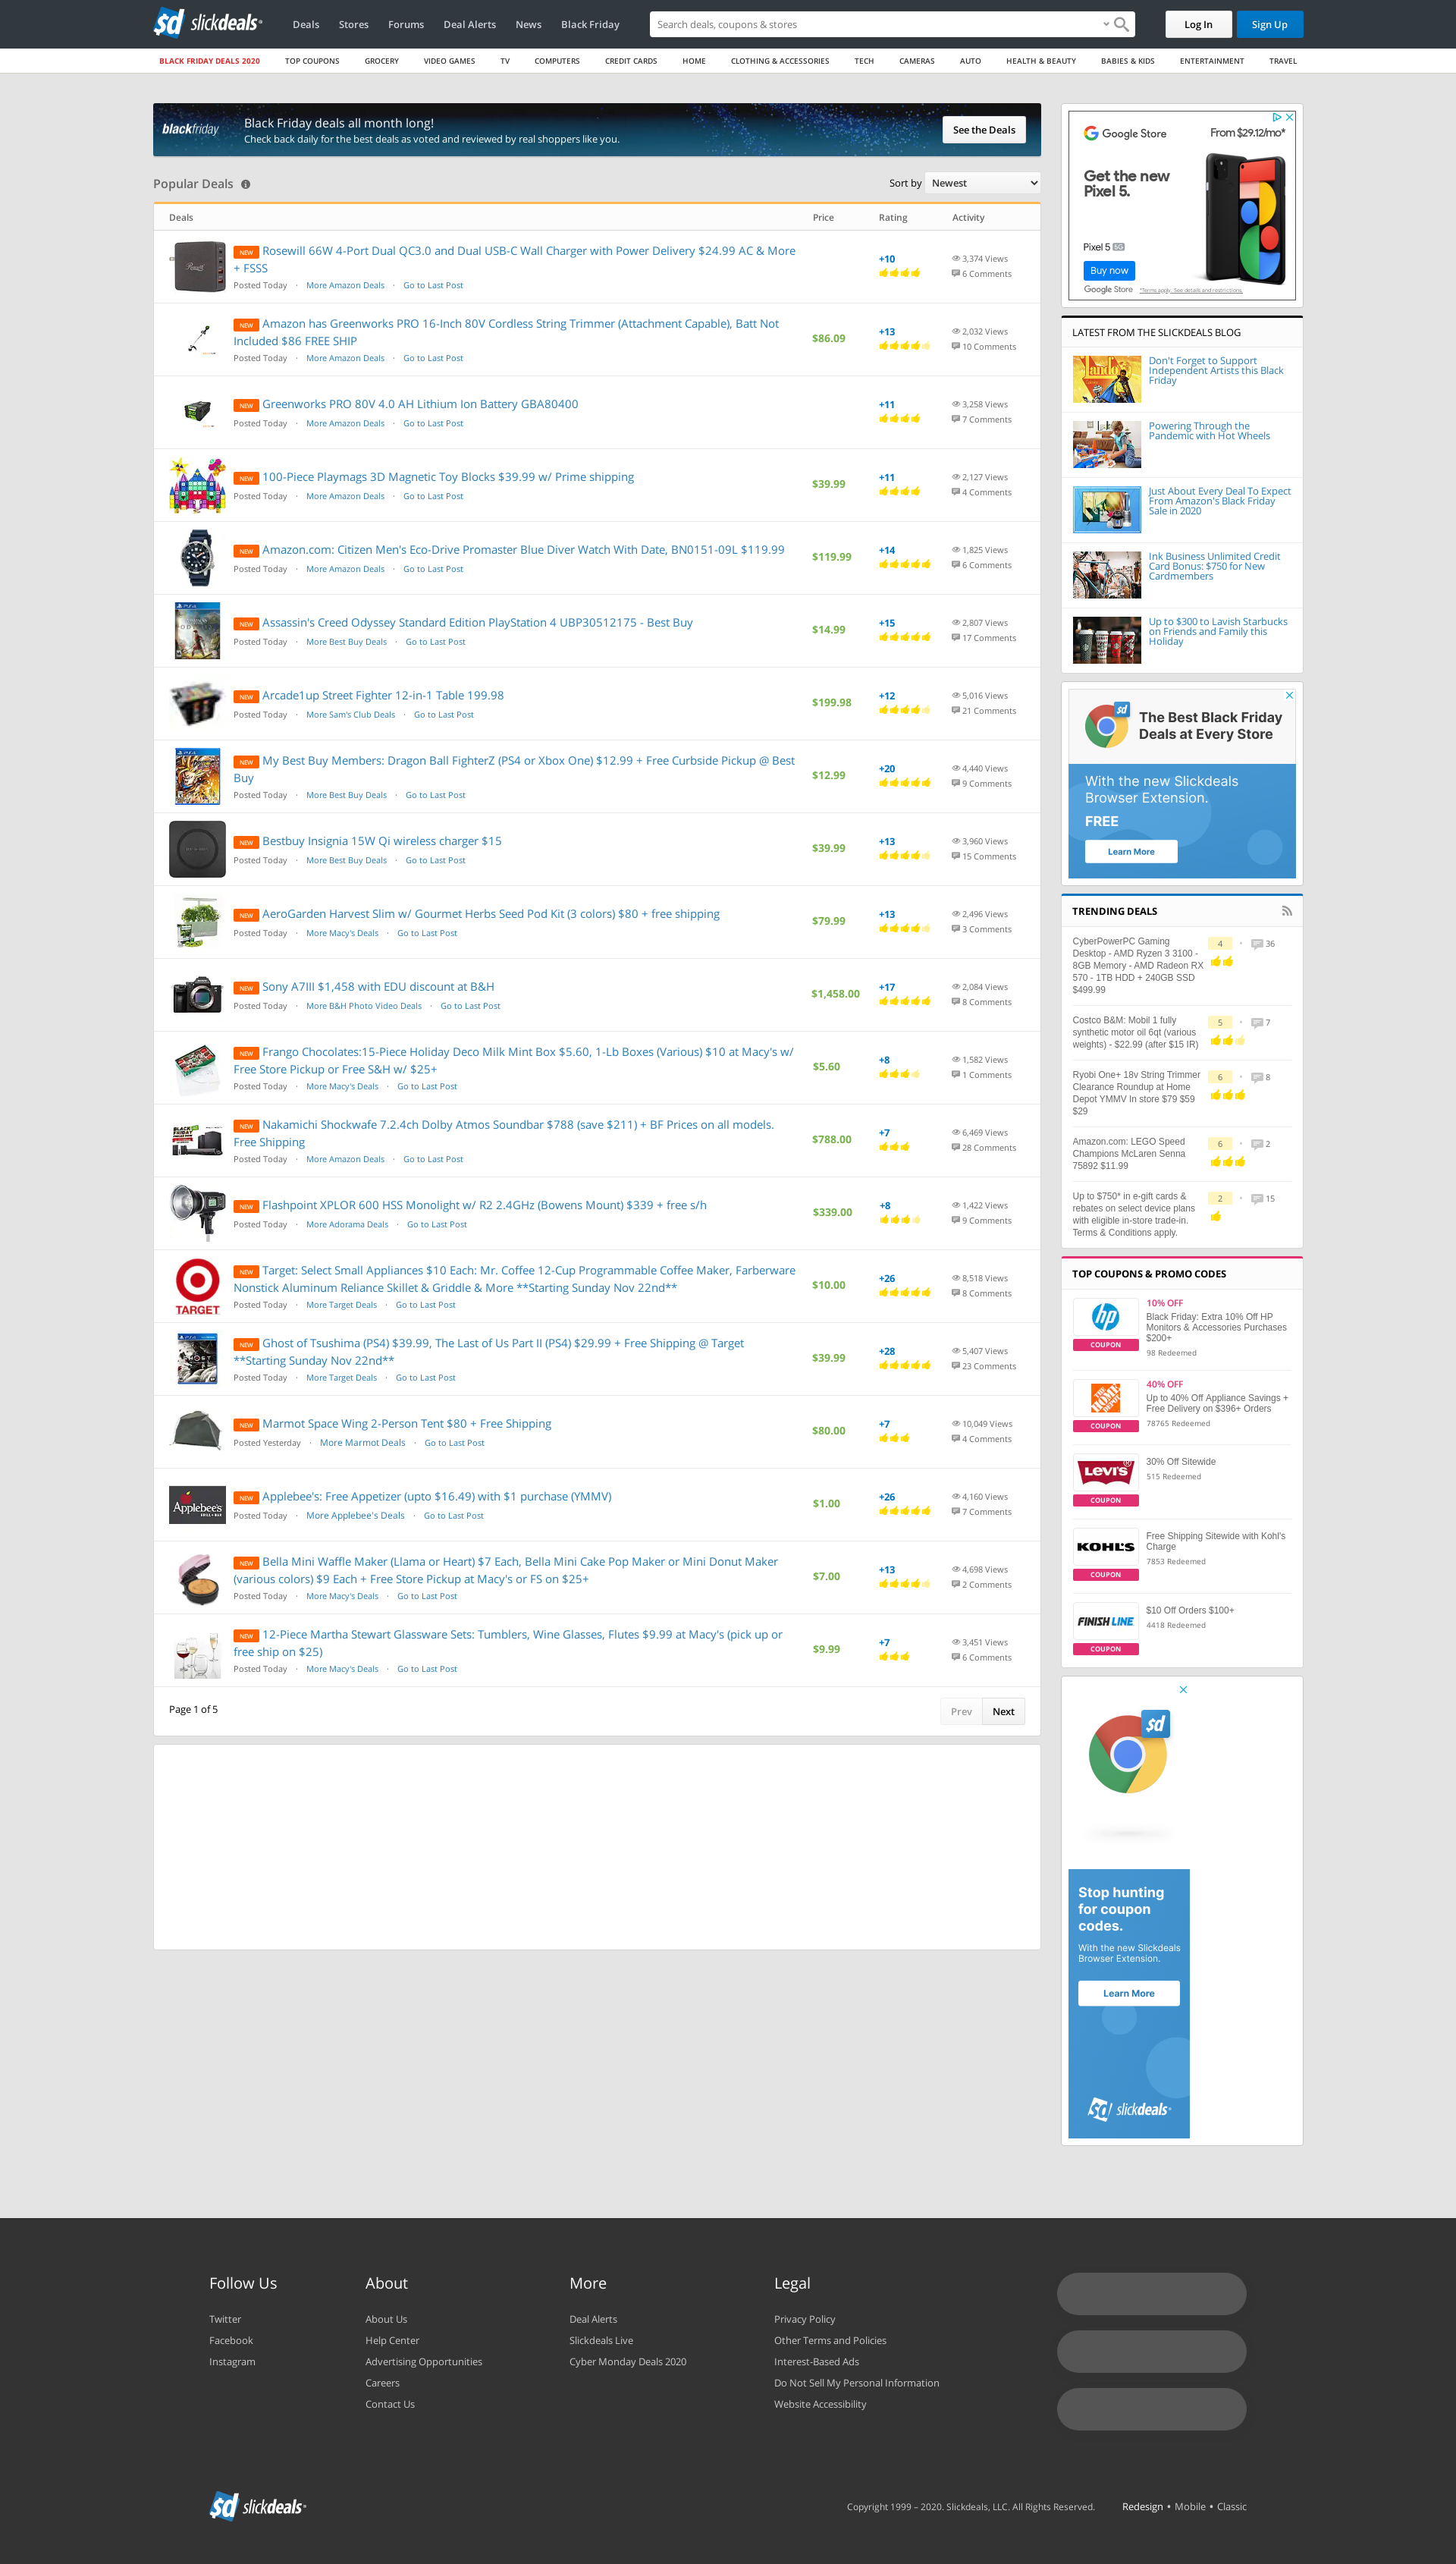 slickdeals
Deals
Stores
Forums
Deal Alerts
News
Black Friday
Search deals, coupons & stores
Log In
Sign Up
BLACK FRIDAY DEALS 2020
TOP COUPONS
GROCERY
VIDEO GAMES
TV
COMPUTERS
CREDIT CARDS
HOME
CLOTHING & ACCESSORIES
TECH
CAMERAS
AUTO
HEALTH & BEAUTY
BABIES & KIDS
ENTERTAINMENT
TRAVEL
blackfriday
Black Friday deals all month long!
Check back daily for the best deals as voted and reviewed by real shoppers like you.
See the Deals
Popular Deals
Sort by Newest
Deals Price Rating Activity
NEW Rosewill 66W 4-Port Dual QC3.0 and Dual USB-C Wall Charger with Power Delivery $24.99 AC & More
+ FSSS
Posted Today · More Amazon Deals · Go to Last Post
+10
3,374 Views
6 Comments
NEW Amazon has Greenworks PRO 16-Inch 80V Cordless String Trimmer (Attachment Capable), Batt Not
Included $86 FREE SHIP
Posted Today · More Amazon Deals · Go to Last Post
$86.09
+13
2,032 Views
10 Comments
NEW Greenworks PRO 80V 4.0 AH Lithium Ion Battery GBA80400
Posted Today · More Amazon Deals · Go to Last Post
+11
3,258 Views
7 Comments
NEW 100-Piece Playmags 3D Magnetic Toy Blocks $39.99 w/ Prime shipping
Posted Today · More Amazon Deals · Go to Last Post
$39.99
+11
2,127 Views
4 Comments
NEW Amazon.com: Citizen Men's Eco-Drive Promaster Blue Diver Watch With Date, BN0151-09L $119.99
Posted Today · More Amazon Deals · Go to Last Post
$119.99
+14
1,825 Views
6 Comments
NEW Assassin's Creed Odyssey Standard Edition PlayStation 4 UBP30512175 - Best Buy
Posted Today · More Best Buy Deals · Go to Last Post
$14.99
+15
2,807 Views
17 Comments
NEW Arcade1up Street Fighter 12-in-1 Table 199.98
Posted Today · More Sam's Club Deals · Go to Last Post
$199.98
+12
5,016 Views
21 Comments
NEW My Best Buy Members: Dragon Ball FighterZ (PS4 or Xbox One) $12.99 + Free Curbside Pickup @ Best
Buy
Posted Today · More Best Buy Deals · Go to Last Post
$12.99
+20
4,440 Views
9 Comments
NEW Bestbuy Insignia 15W Qi wireless charger $15
Posted Today · More Best Buy Deals · Go to Last Post
$39.99
+13
3,960 Views
15 Comments
NEW AeroGarden Harvest Slim w/ Gourmet Herbs Seed Pod Kit (3 colors) $80 + free shipping
Posted Today · More Macy's Deals · Go to Last Post
$79.99
+13
2,496 Views
3 Comments
NEW Sony A7III $1,458 with EDU discount at B&H
Posted Today · More B&H Photo Video Deals · Go to Last Post
$1,458.00
+17
2,084 Views
8 Comments
NEW Frango Chocolates:15-Piece Holiday Deco Milk Mint Box $5.60, 1-Lb Boxes (Various) $10 at Macy's w/
Free Store Pickup or Free S&H w/ $25+
Posted Today · More Macy's Deals · Go to Last Post
$5.60
+8
1,582 Views
1 Comments
NEW Nakamichi Shockwafe 7.2.4ch Dolby Atmos Soundbar $788 (save $211) + BF Prices on all models.
Free Shipping
Posted Today · More Amazon Deals · Go to Last Post
$788.00
+7
6,469 Views
28 Comments
NEW Flashpoint XPLOR 600 HSS Monolight w/ R2 2.4GHz (Bowens Mount) $339 + free s/h
Posted Today · More Adorama Deals · Go to Last Post
$339.00
+8
1,422 Views
9 Comments
TARGET
NEW Target: Select Small Appliances $10 Each: Mr. Coffee 12-Cup Programmable Coffee Maker, Farberware
Nonstick Aluminum Reliance Skillet & Griddle & More **Starting Sunday Nov 22nd**
Posted Today · More Target Deals · Go to Last Post
$10.00
+26
8,518 Views
8 Comments
NEW Ghost of Tsushima (PS4) $39.99, The Last of Us Part II (PS4) $29.99 + Free Shipping @ Target
**Starting Sunday Nov 22nd**
Posted Today · More Target Deals · Go to Last Post
$39.99
+28
5,407 Views
23 Comments
NEW Marmot Space Wing 2-Person Tent $80 + Free Shipping
Posted Yesterday · More Marmot Deals · Go to Last Post
$80.00
+7
10,049 Views
4 Comments
Applebee's
NEW Applebee's: Free Appetizer (upto $16.49) with $1 purchase (YMMV)
Posted Today · More Applebee's Deals · Go to Last Post
$1.00
+26
4,160 Views
7 Comments
NEW Bella Mini Waffle Maker (Llama or Heart) $7 Each, Bella Mini Cake Pop Maker or Mini Donut Maker
(various colors) $9 Each + Free Store Pickup at Macy's or FS on $25+
Posted Today · More Macy's Deals · Go to Last Post
$7.00
+13
4,698 Views
2 Comments
NEW 12-Piece Martha Stewart Glassware Sets: Tumblers, Wine Glasses, Flutes $9.99 at Macy's (pick up or
free ship on $25)
Posted Today · More Macy's Deals · Go to Last Post
$9.99
+7
3,451 Views
6 Comments
Page 1 of 5
Prev
Next
Google Store
From $29.12/mo*
Get the new
Pixel 5.
Pixel 5 5G
Buy now
Google Store *Terms apply. See details and restrictions.
LATEST FROM THE SLICKDEALS BLOG
Don't Forget to Support
Independent Artists this Black
Friday
Powering Through the
Pandemic with Hot Wheels
Just About Every Deal To Expect
From Amazon's Black Friday
Sale in 2020
Ink Business Unlimited Credit
Card Bonus: $750 for New
Cardmembers
Up to $300 to Lavish Starbucks
on Friends and Family this
Holiday
The Best Black Friday
Deals at Every Store
With the new Slickdeals
Browser Extension.
FREE
Learn More
TRENDING DEALS
CyberPowerPC Gaming
Desktop - AMD Ryzen 3 3100 -
8GB Memory - AMD Radeon RX
570 - 1TB HDD + 240GB SSD
$499.99
4 • 36
Costco B&M: Mobil 1 fully
synthetic motor oil 6qt (various
weights) - $22.99 (after $15 IR)
5 • 7
Ryobi One+ 18v String Trimmer
Clearance Roundup at Home
Depot YMMV In store $79 $59
$29
6 • 8
Amazon.com: LEGO Speed
Champions McLaren Senna
75892 $11.99
6 • 2
Up to $750* in e-gift cards &
rebates on select device plans
with eligible in-store trade-in.
Terms & Conditions apply.
2 • 15
TOP COUPONS & PROMO CODES
hp
COUPON
10% OFF
Black Friday: Extra 10% Off HP
Monitors & Accessories Purchases
$200+
98 Redeemed
COUPON
40% OFF
Up to 40% Off Appliance Savings +
Free Delivery on $396+ Orders
78765 Redeemed
LEVI'S
COUPON
30% Off Sitewide
515 Redeemed
KOHL'S
COUPON
Free Shipping Sitewide with Kohl's
Charge
7853 Redeemed
FINISH LINE
COUPON
$10 Off Orders $100+
4418 Redeemed
Stop hunting
for coupon
codes.
With the new Slickdeals
Browser Extension.
Learn More
slickdeals
Follow Us
Twitter
Facebook
Instagram
About
About Us
Help Center
Advertising Opportunities
Careers
Contact Us
More
Deal Alerts
Slickdeals Live
Cyber Monday Deals 2020
Legal
Privacy Policy
Other Terms and Policies
Interest-Based Ads
Do Not Sell My Personal Information
Website Accessibility
slickdeals
Copyright 1999 – 2020. Slickdeals, LLC. All Rights Reserved.
Redesign • Mobile • Classic